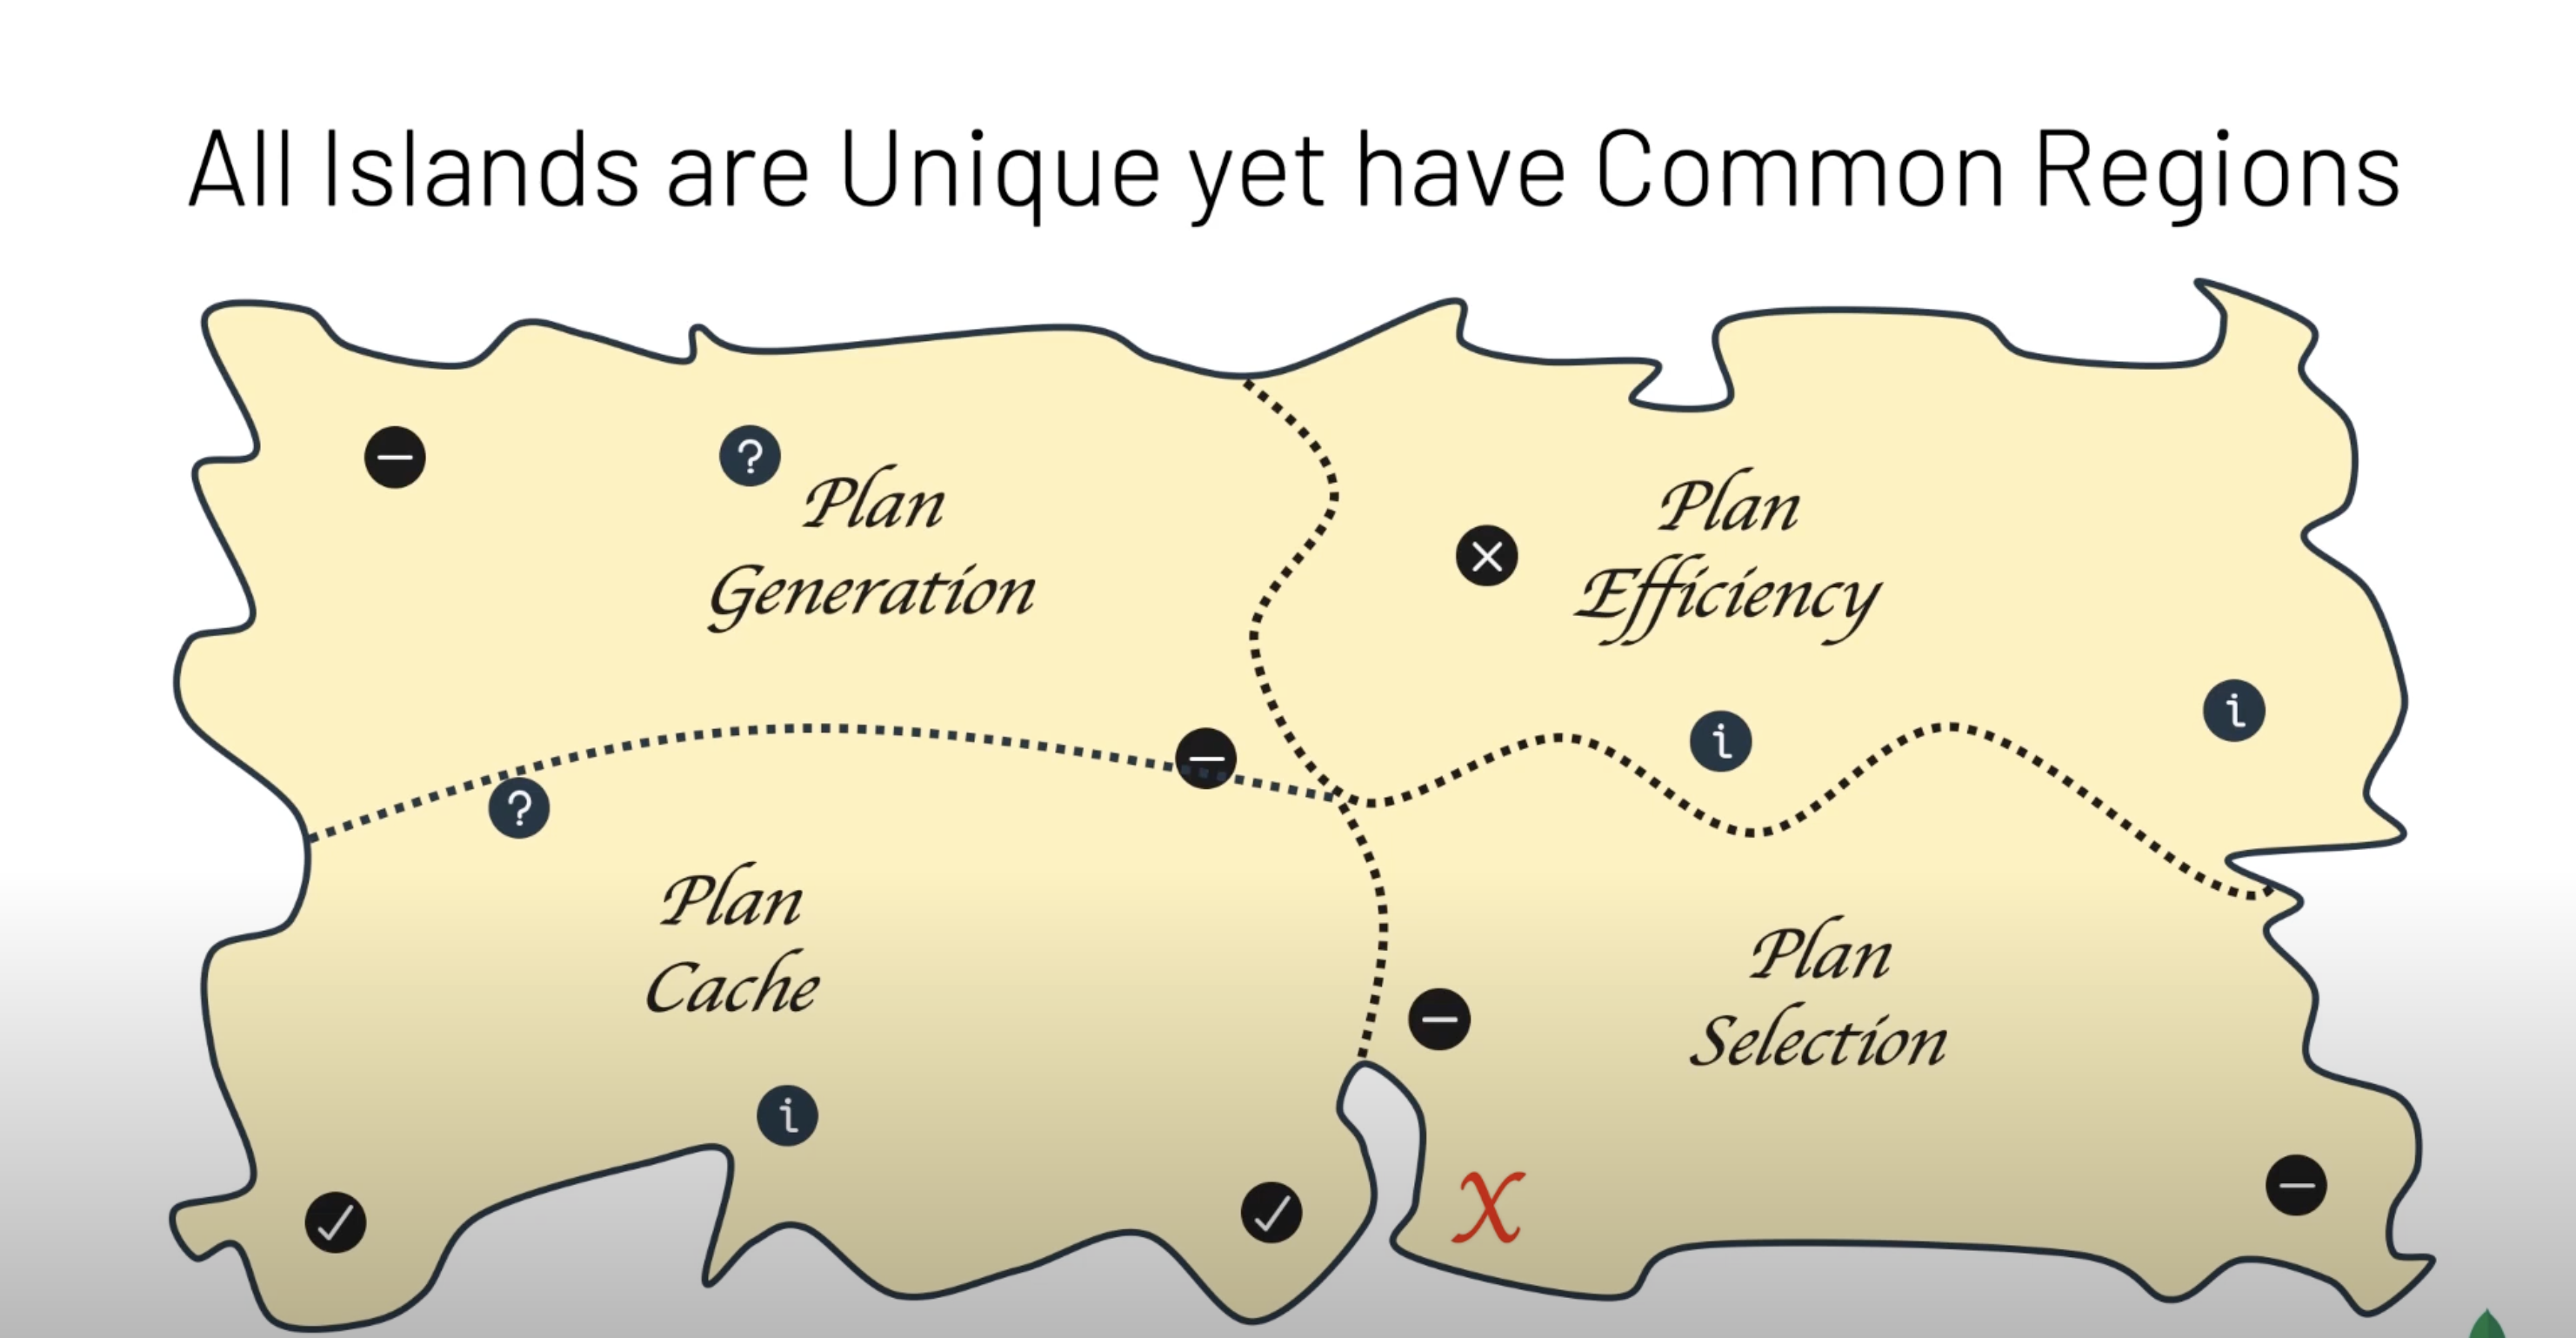 All Islands are Unique yet have Common Regions
?
Plan
Generation
Plan
Efficiency
i
i
?
Plan
Cache
i
Plan
Selection
X